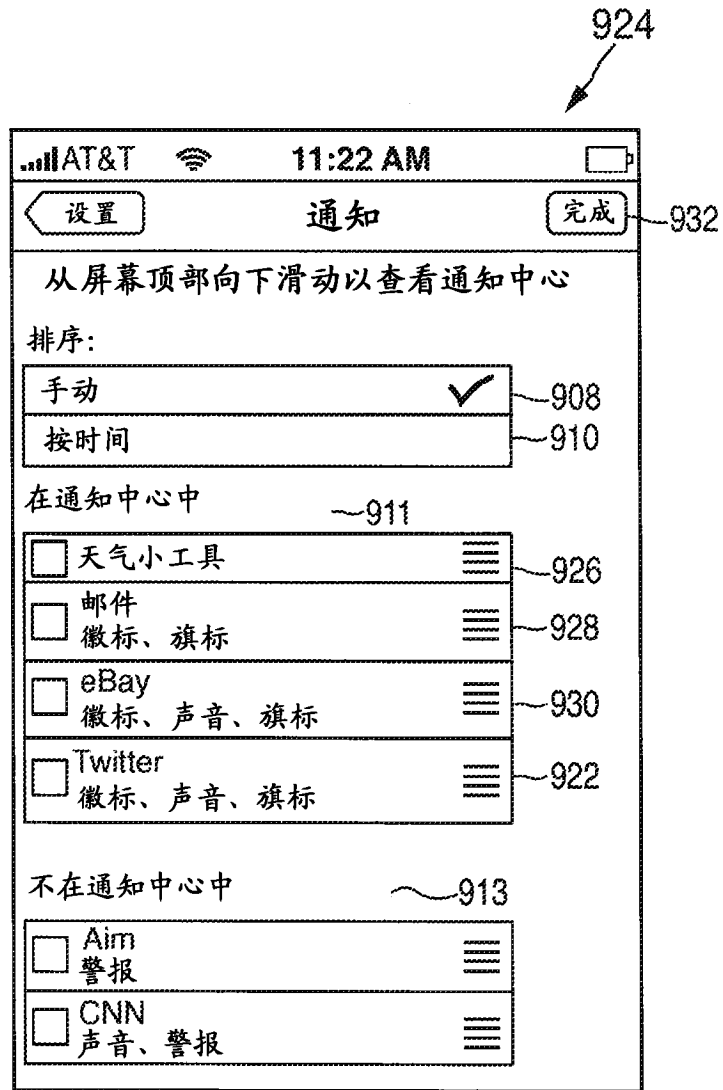 924
AT&T 11:22 AM
设置 通知 完成 932
从屏幕顶部向下滑动以查看通知中心
排序:
手动 908
按时间 910
在通知中心中 911
天气小工具 926
邮件
徽标、旗标 928
eBay
徽标、声音、旗标 930
Twitter
徽标、声音、旗标 922
不在通知中心中 913
Aim
警报
CNN
声音、警报